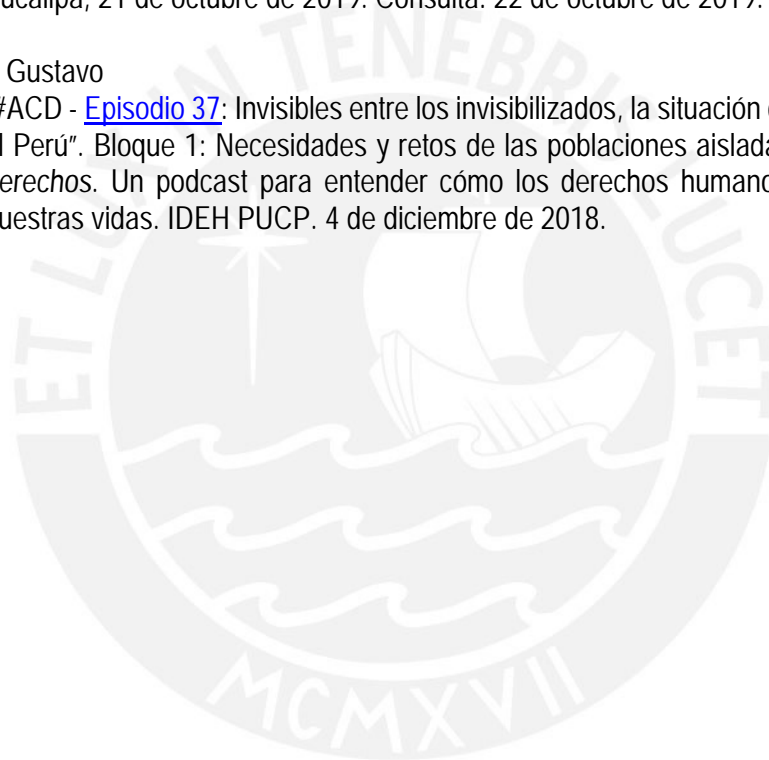 ucallpa, 21 de octubre de 2019. Consulta: 22 de octubre de 2019.
Gustavo
#ACD - Episodio 37: Invisibles entre los invisibilizados, la situación
l Perú”. Bloque 1: Necesidades y retos de las poblaciones aislada
erechos. Un podcast para entender cómo los derechos humano
uestras vidas. IDEH PUCP. 4 de diciembre de 2018.
ET LUX IN TENEBRIS LUCET
MCMXVII